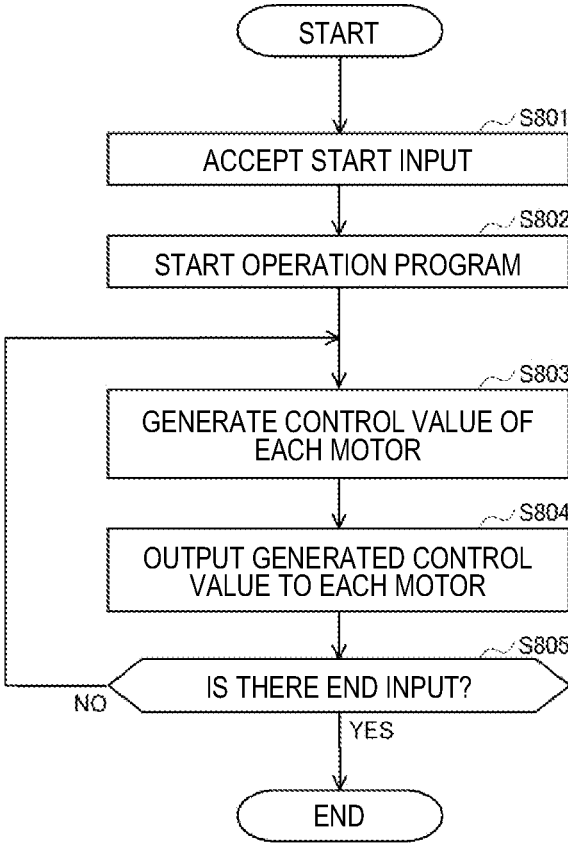 START
S801
ACCEPT START INPUT
S802
START OPERATION PROGRAM
S803
GENERATE CONTROL VALUE OF
EACH MOTOR
S804
OUTPUT GENERATED CONTROL
VALUE TO EACH MOTOR
S805
IS THERE END INPUT?
NO
YES
END